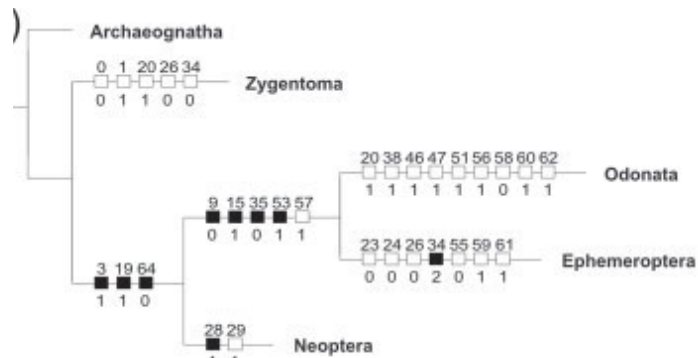 )
Archaeognatha
0 1 20 26 34
0 1 1 0 0
Zygentoma
20 38 46 47 51 56 58 60 62
1 1 1 1 1 1 0 1 1
Odonata
9 15 35 53 57
0 1 0 1 1
23 24 26 34 55 59 61
0 0 0 2 0 1 1
Ephemeroptera
3 19 64
1 1 0
28 29
Neoptera